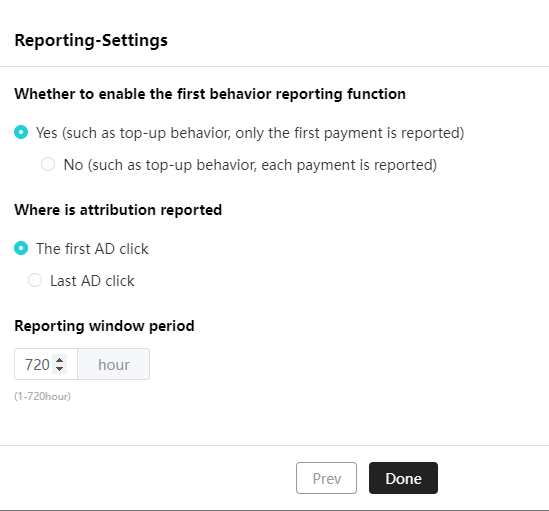 Reporting-Settings
Whether to enable the first behavior reporting function
Yes (such as top-up behavior, only the first payment is reported)
No (such as top-up behavior, each payment is reported)
Where is attribution reported
The first AD click
Last AD click
Reporting window period
720 hour
(1-720hour)
Prev Done